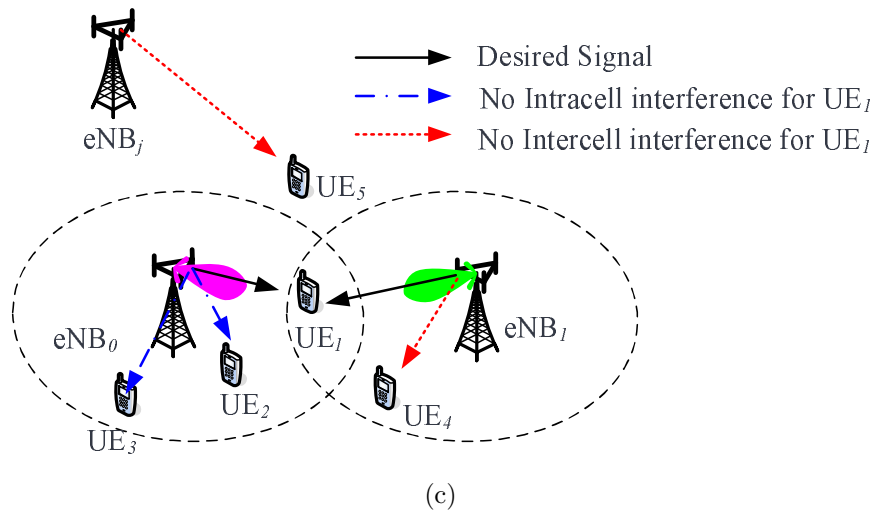 Desired Signal
No Intracell interference for UE1
No Intercell interference for UE1
eNBj
UE5
eNB0
UE1
eNB1
UE2
UE4
UE3
(c)